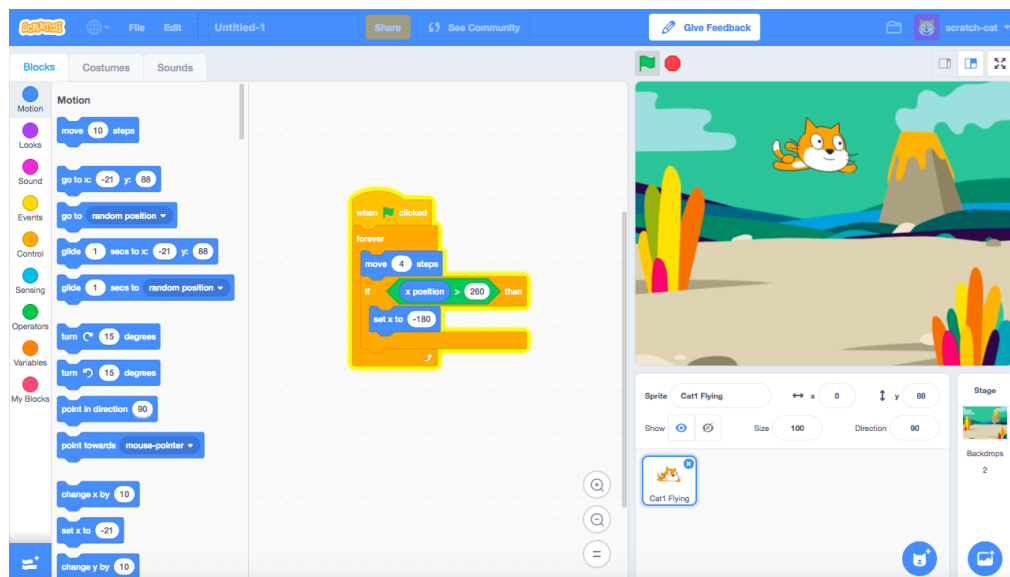 SCRATCH File Edit Untitled-1 Share See Community Give Feedback scratch-cat
Blocks Costumes Sounds
Motion
Looks
Sound
Events
Control
Sensing
Operators
Variables
My Blocks
Motion
move 10 steps
go to x: -21 y: 88
go to random position
glide 1 secs to x: -21 y: 88
glide 1 secs to random position
turn 15 degrees
turn 15 degrees
point in direction 90
point towards mouse-pointer
change x by 10
set x to -21
change y by 10
when clicked
forever
move 4 steps
if x position > 260 then
set x to -180
Sprite Cat1 Flying x 0 y 88
Show Size 100 Direction 90
Cat1 Flying
Stage
Backdrops
2